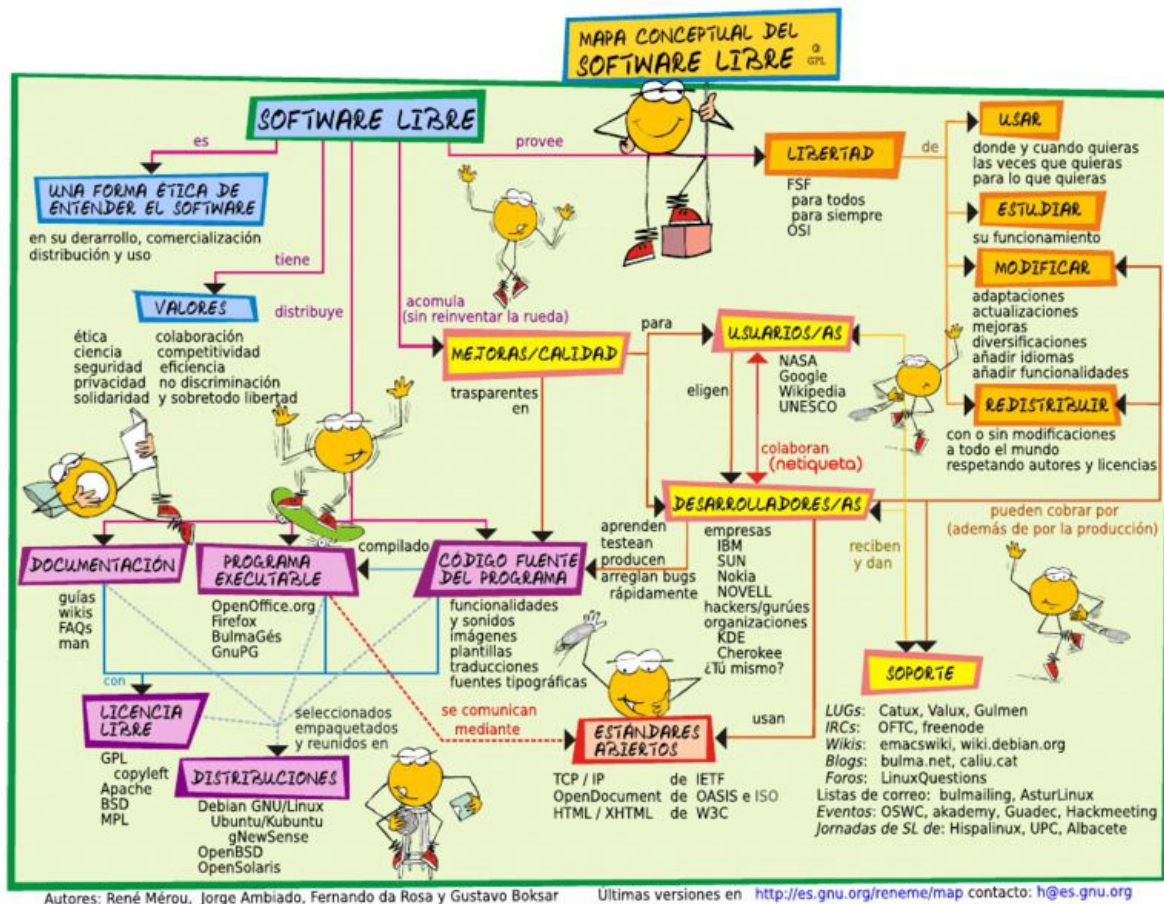 MAPA CONCEPTUAL DEL
SOFTWARE LIBRE @ GPL
SOFTWARE LIBRE
es
UNA FORMA ÉTICA DE
ENTENDER EL SOFTWARE
en su derarrollo, comercialización
distribución y uso
tiene
VALORES
ética
ciencia
seguridad
privacidad
solidaridad
colaboración
competitividad
eficiencia
no discriminación
y sobretodo libertad
distribuye
acomula
(sin reinventar la rueda)
provee
LIBERTAD
FSF
para todos
para siempre
OSI
de
USAR
donde y cuando quieras
las veces que quieras
para lo que quieras
ESTUDIAR
su funcionamiento
MODIFICAR
adaptaciones
actualizaciones
mejoras
diversificaciones
añadir idiomas
añadir funcionalidades
REDISTRIBUIR
con o sin modificaciones
a todo el mundo
respetando autores y licencias
MEJORAS/CALIDAD
trasparentes
en
para
USUARIOS/AS
NASA
Google
Wikipedia
UNESCO
eligen
colaboran
(netiqueta)
DESARROLLADORES/AS
empresas
IBM
SUN
Nokia
NOVELL
hackers/gurúes
organizaciones
KDE
Cherokee
¿Tú mismo?
aprenden
testean
producen
arreglan bugs
rápidamente
reciben
y dan
pueden cobrar por
(además de por la producción)
DOCUMENTACIÓN
guías
wikis
FAQs
man
PROGRAMA
EXECUTABLE
OpenOffice.org
Firefox
BulmaGés
GnuPG
compilado
CÓDIGO FUENTE
DEL PROGRAMA
funcionalidades
y sonidos
imágenes
plantillas
traducciones
fuentes tipográficas
con
LICENCIA
LIBRE
GPL
copyleft
Apache
BSD
MPL
seleccionados
empaquetados
y reunidos en
DISTRIBUCIONES
Debian GNU/Linux
Ubuntu/Kubuntu
gNewSense
OpenBSD
OpenSolaris
se comunican
mediante
usan
ESTÁNDARES
ABIERTOS
TCP / IP de IETF
OpenDocument de OASIS e ISO
HTML / XHTML de W3C
SOPORTE
LUGs: Catux, Valux, Gulmen
IRCs: OFTC, freenode
Wikis: emacswiki, wiki.debian.org
Blogs: bulma.net, caliu.cat
Foros: LinuxQuestions
Listas de correo: bulmailing, AsturLinux
Eventos: OSWC, akademy, Guadec, Hackmeeting
Jornadas de SL de: Hispalinux, UPC, Albacete
Autores: René Mérou, Jorge Ambiado, Fernando da Rosa y Gustavo Boksar
Últimas versiones en http://es.gnu.org/reneme/map contacto: h@es.gnu.org